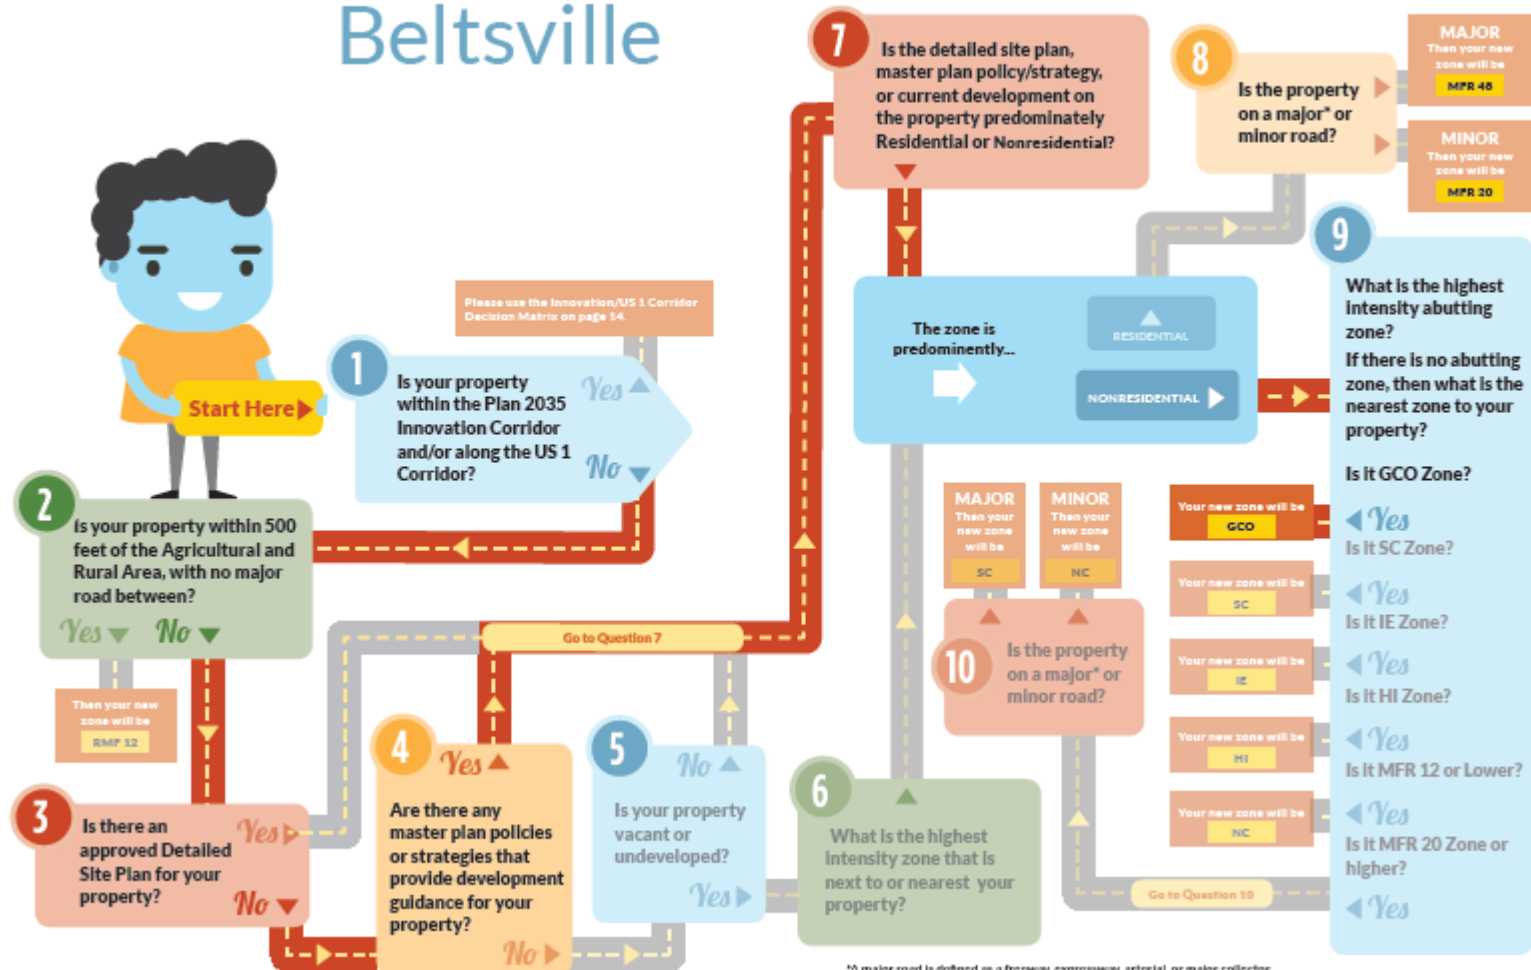 Beltsville
Start Here
Please use the Innovation/US 1 Corridor
Decision Matrix on page 14.
1
Is your property
within the Plan 2035
Innovation Corridor
and/or along the US 1
Corridor?
Yes
No
2
Is your property within 500
feet of the Agricultural and
Rural Area, with no major
road between?
Yes
No
Then your new
zone will be
RMF 12
3
Is there an
approved Detailed
Site Plan for your
property?
Yes
No
4
Yes
Are there any
master plan policies
or strategies that
provide development
guidance for your
property?
No
Go to Question 7
5
No
Is your property
vacant or
undeveloped?
Yes
6
What is the highest
intensity zone that is
next to or nearest your
property?
7
Is the detailed site plan,
master plan policy/strategy,
or current development on
the property predominately
Residential or Nonresidential?
The zone is
predominently...
RESIDENTIAL
NONRESIDENTIAL
8
Is the property
on a major* or
minor road?
MAJOR
Then your new
zone will be
MFR 48
MINOR
Then your new
zone will be
MFR 20
9
What is the highest
intensity abutting
zone?
If there is no abutting
zone, then what is the
nearest zone to your
property?
Is it GCO Zone?
Yes
Your new zone will be
GCO
Is it SC Zone?
Yes
Your new zone will be
SC
Is it IE Zone?
Yes
Your new zone will be
IE
Is it HI Zone?
Yes
Your new zone will be
HI
Is it MFR 12 or Lower?
Yes
Your new zone will be
NC
Is it MFR 20 Zone or
higher?
Yes
Go to Question 10
10
Is the property
on a major* or
minor road?
MAJOR
Then your
new zone
will be
SC
MINOR
Then your
new zone
will be
NC
*A major road is defined as a freeway, expressway, arterial, or major collector